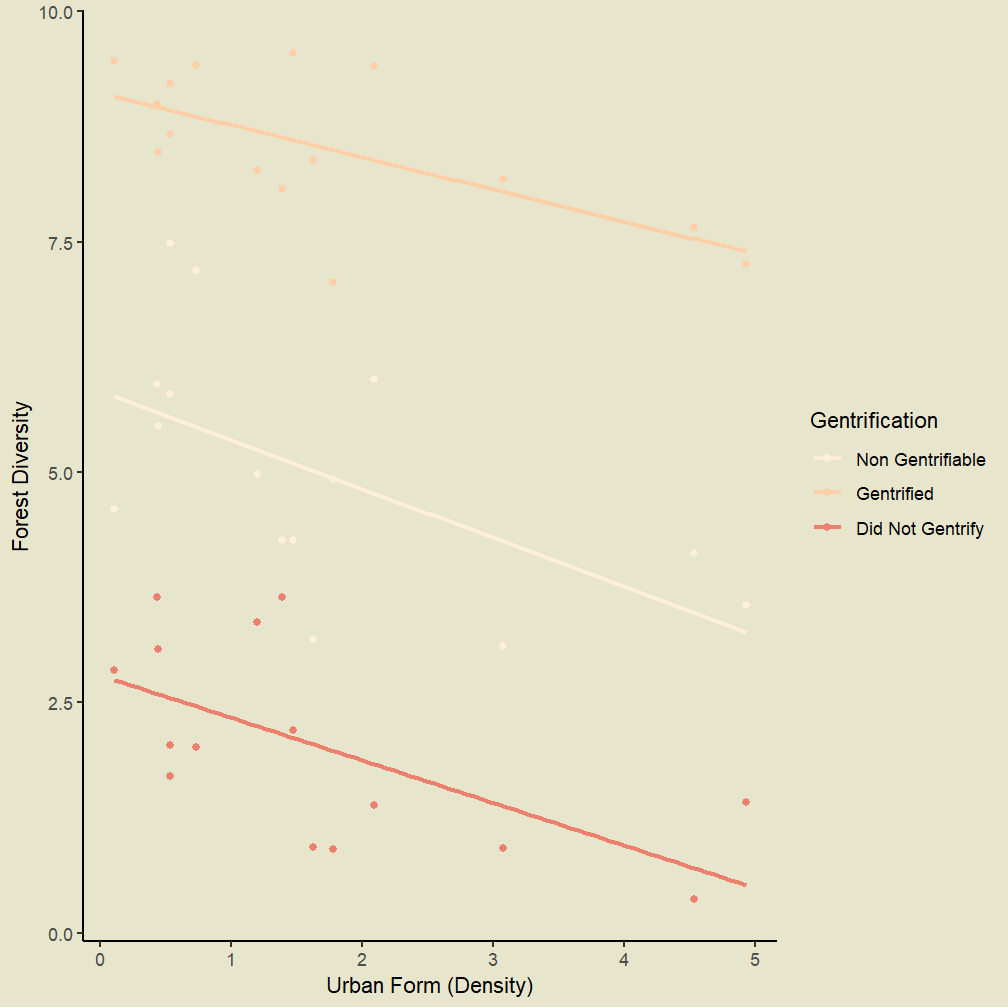 10.0
7.5
5.0
2.5
0.0
Forest Diversity
0 1 2 3 4 5
Urban Form (Density)
Gentrification
Non Gentrifiable
Gentrified
Did Not Gentrify